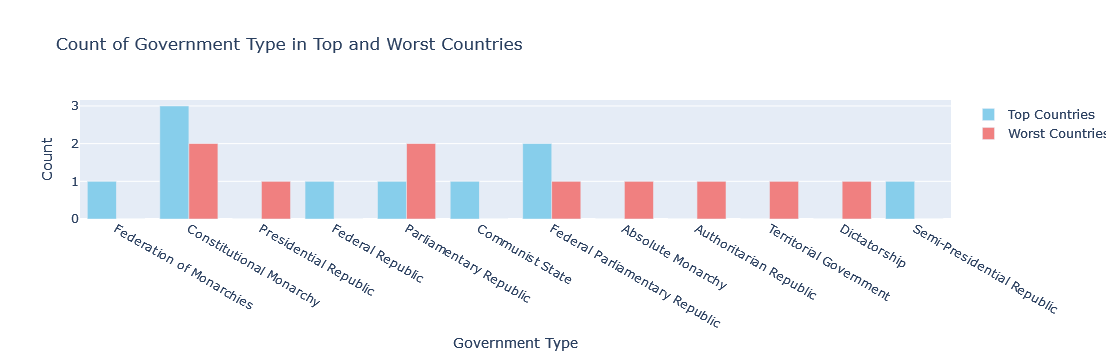 Count of Government Type in Top and Worst Countries
3
2
1
0
Count
Top Countries
Worst Countries
Federation of Monarchies
Constitutional Monarchy
Presidential Republic
Federal Republic
Parliamentary Republic
Communist State
Federal Parliamentary Republic
Absolute Monarchy
Authoritarian Republic
Territorial Government
Dictatorship
Semi-Presidential Republic
Government Type